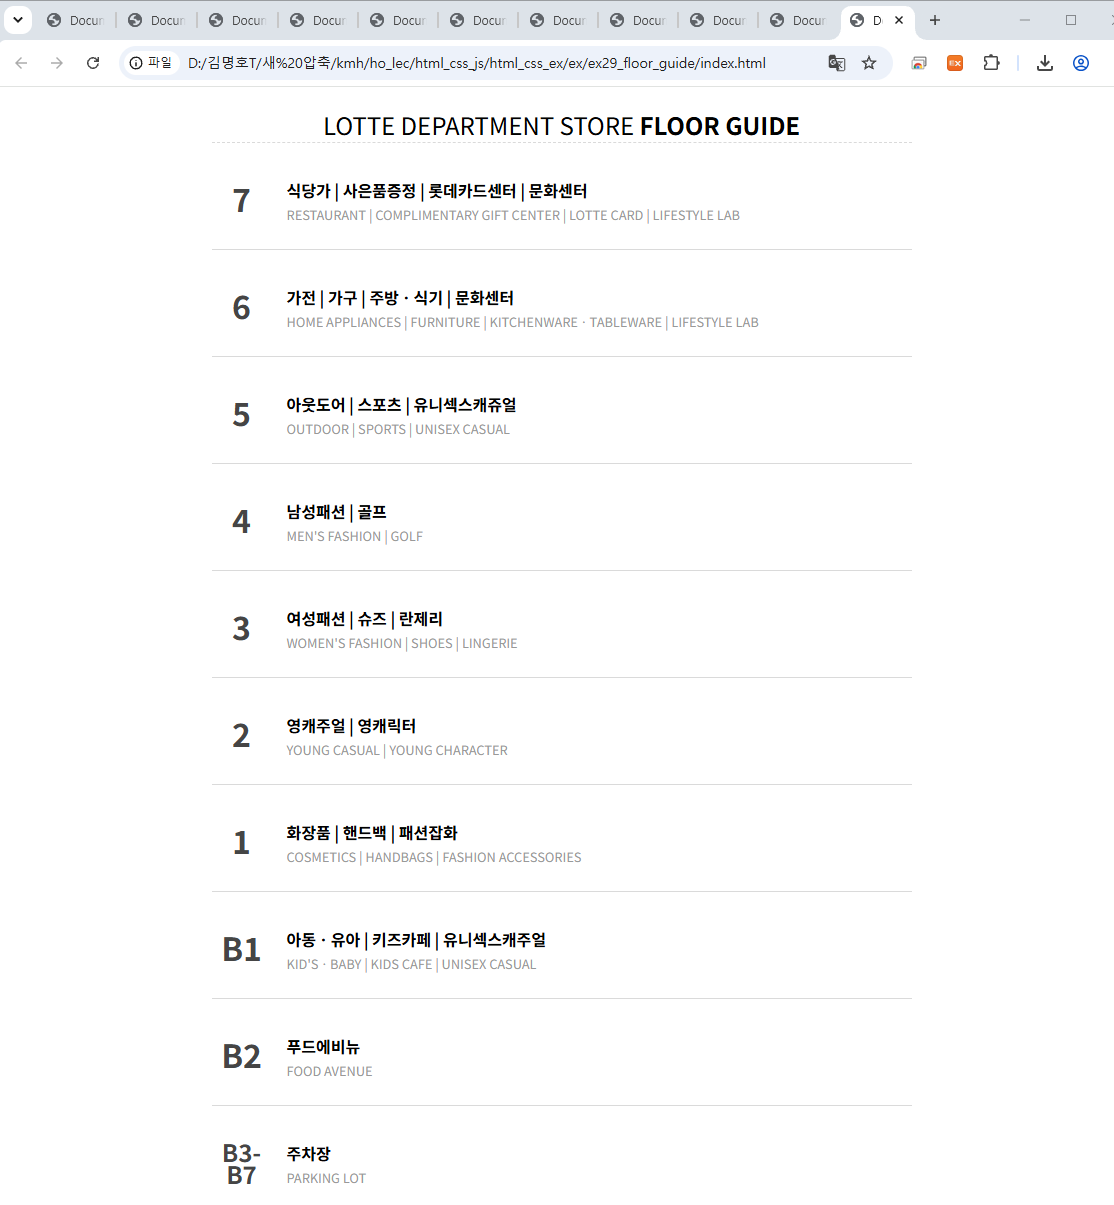 Docur Docur Docur Docur Docur Docur Docur Docur Docur Docur D
파일 D:/김명호T/새%20압축/kmh/ho_lec/html_css_js/html_css_ex/ex/ex29_floor_guide/index.html
LOTTE DEPARTMENT STORE FLOOR GUIDE
7
식당가 | 사은품증정 | 롯데카드센터 | 문화센터
RESTAURANT | COMPLIMENTARY GIFT CENTER | LOTTE CARD | LIFESTYLE LAB
6
가전 | 가구 | 주방 · 식기 | 문화센터
HOME APPLIANCES | FURNITURE | KITCHENWARE · TABLEWARE | LIFESTYLE LAB
5
아웃도어 | 스포츠 | 유니섹스캐쥬얼
OUTDOOR | SPORTS | UNISEX CASUAL
4
남성패션 | 골프
MEN'S FASHION | GOLF
3
여성패션 | 슈즈 | 란제리
WOMEN'S FASHION | SHOES | LINGERIE
2
영캐주얼 | 영캐릭터
YOUNG CASUAL | YOUNG CHARACTER
1
화장품 | 핸드백 | 패션잡화
COSMETICS | HANDBAGS | FASHION ACCESSORIES
B1
아동 · 유아 | 키즈카페 | 유니섹스캐주얼
KID'S · BABY | KIDS CAFE | UNISEX CASUAL
B2
푸드에비뉴
FOOD AVENUE
B3-
B7
주차장
PARKING LOT